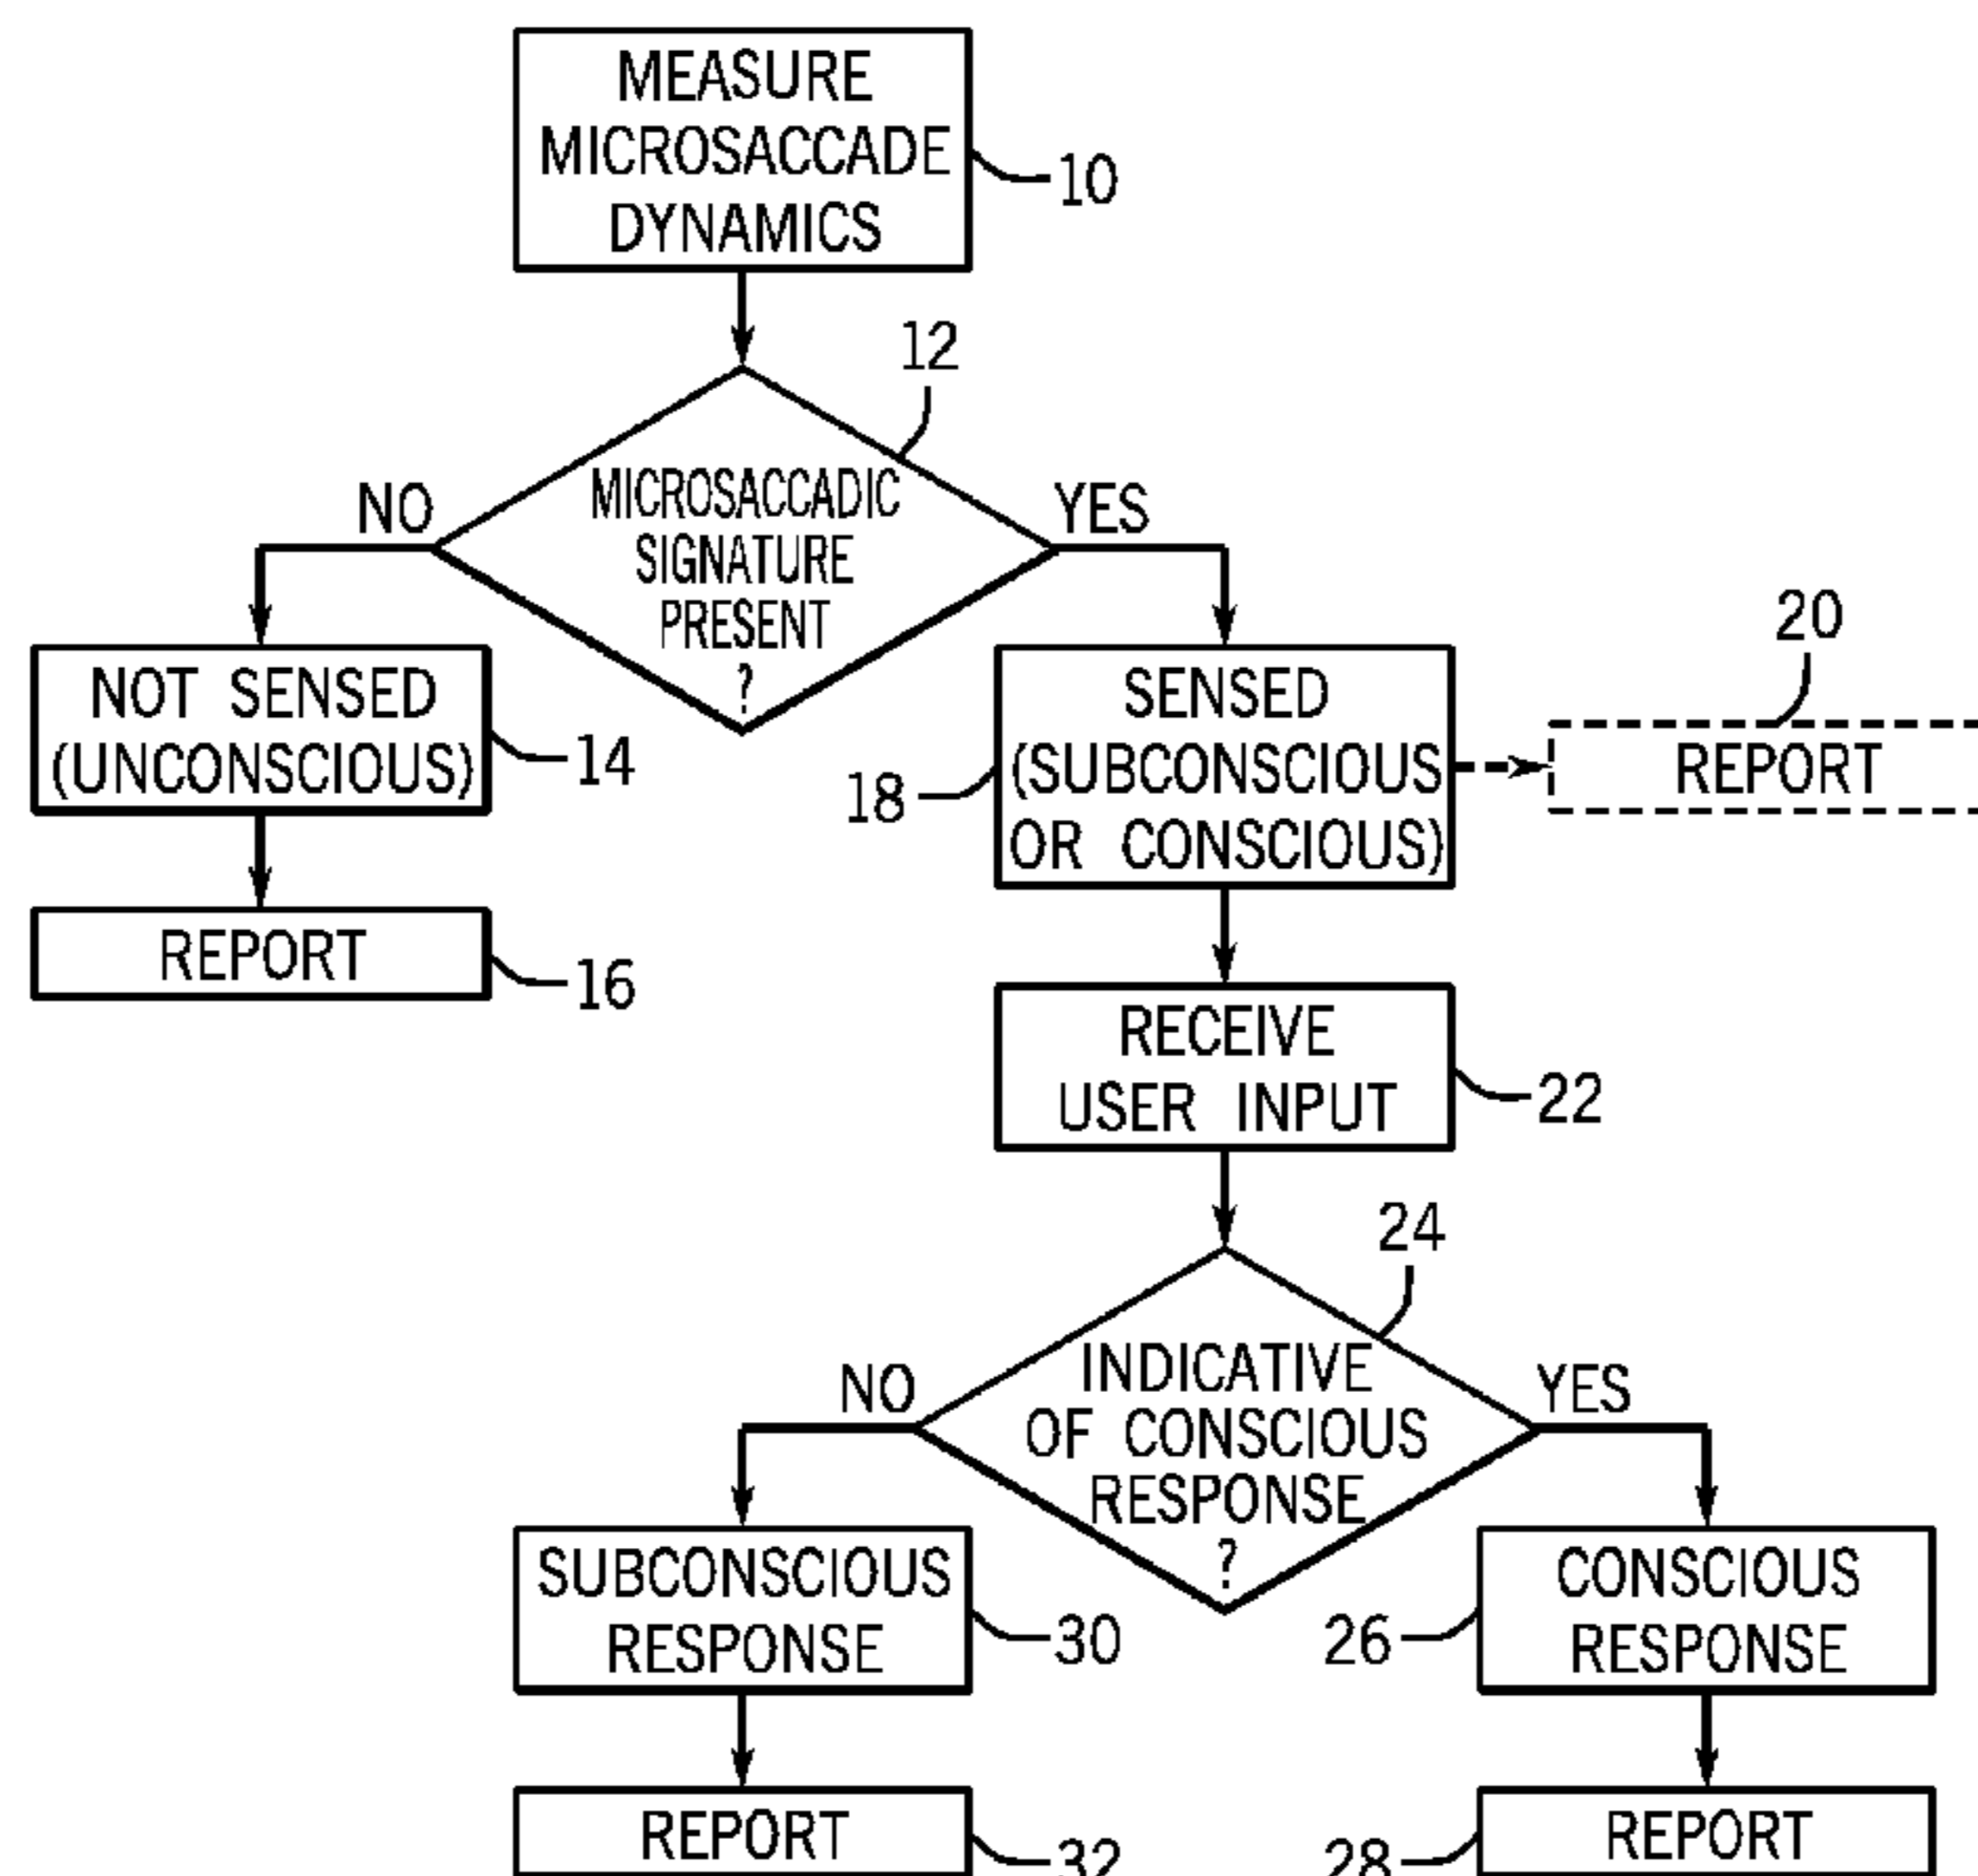 MEASURE
MICROSACCADE
DYNAMICS
10
12
MICROSACCADIC
SIGNATURE
PRESENT
?
NO
YES
NOT SENSED
(UNCONSCIOUS)
14
REPORT
16
SENSED
(SUBCONSCIOUS
OR CONSCIOUS)
18
20
REPORT
RECEIVE
USER INPUT
22
24
INDICATIVE
OF CONSCIOUS
RESPONSE
?
NO
YES
SUBCONSCIOUS
RESPONSE
30
26
CONSCIOUS
RESPONSE
REPORT
32
28
REPORT